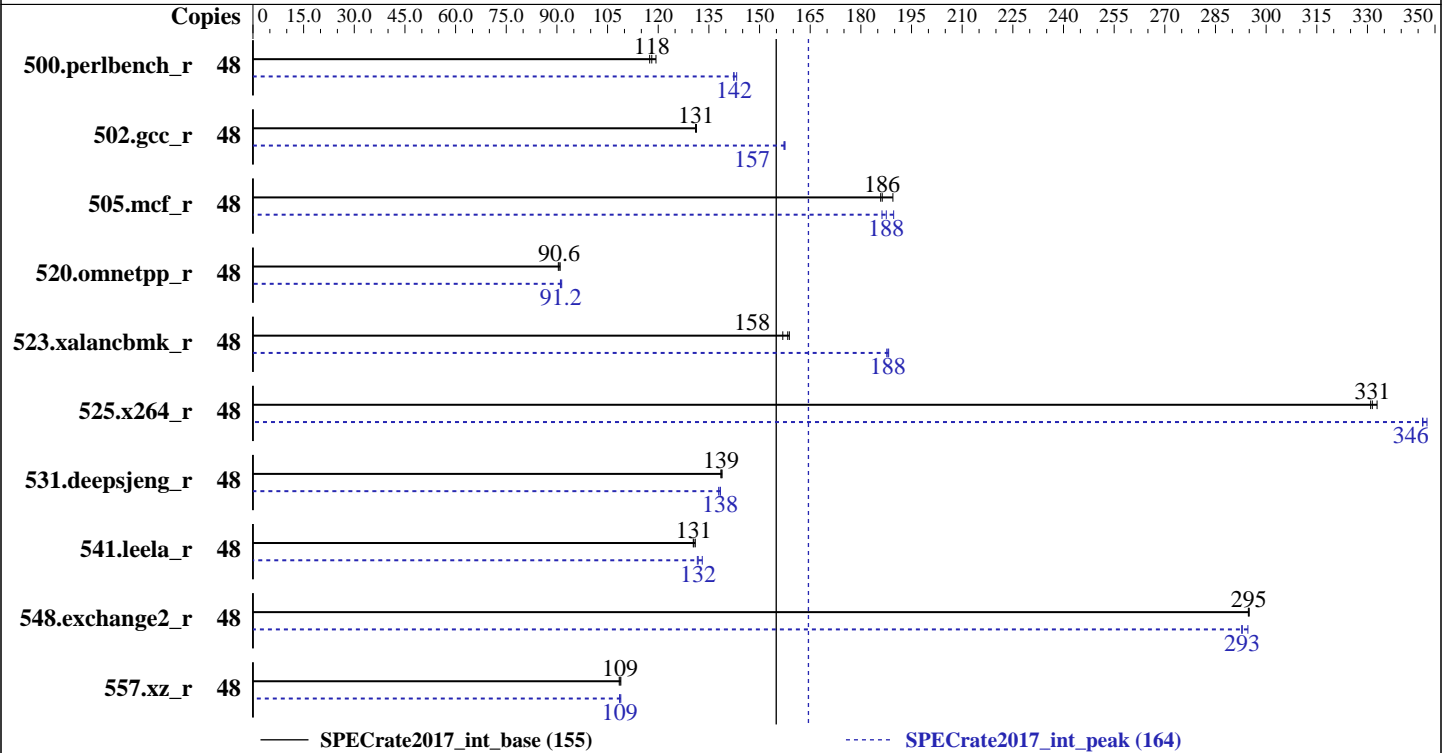 Copies 0 15.0 30.0 45.0 60.0 75.0 90.0 105 120 135 150 165 180 195 210 225 240 255 270 285 300 315 330 350
118
500.perlbench_r 48
142
131
502.gcc_r 48
157
186
505.mcf_r 48
188
90.6
520.omnetpp_r 48
91.2
158
523.xalancbmk_r 48
188
331
525.x264_r 48
346
139
531.deepsjeng_r 48
138
131
541.leela_r 48
132
295
548.exchange2_r 48
293
109
557.xz_r 48
109
SPECrate2017_int_base (155) SPECrate2017_int_peak (164)